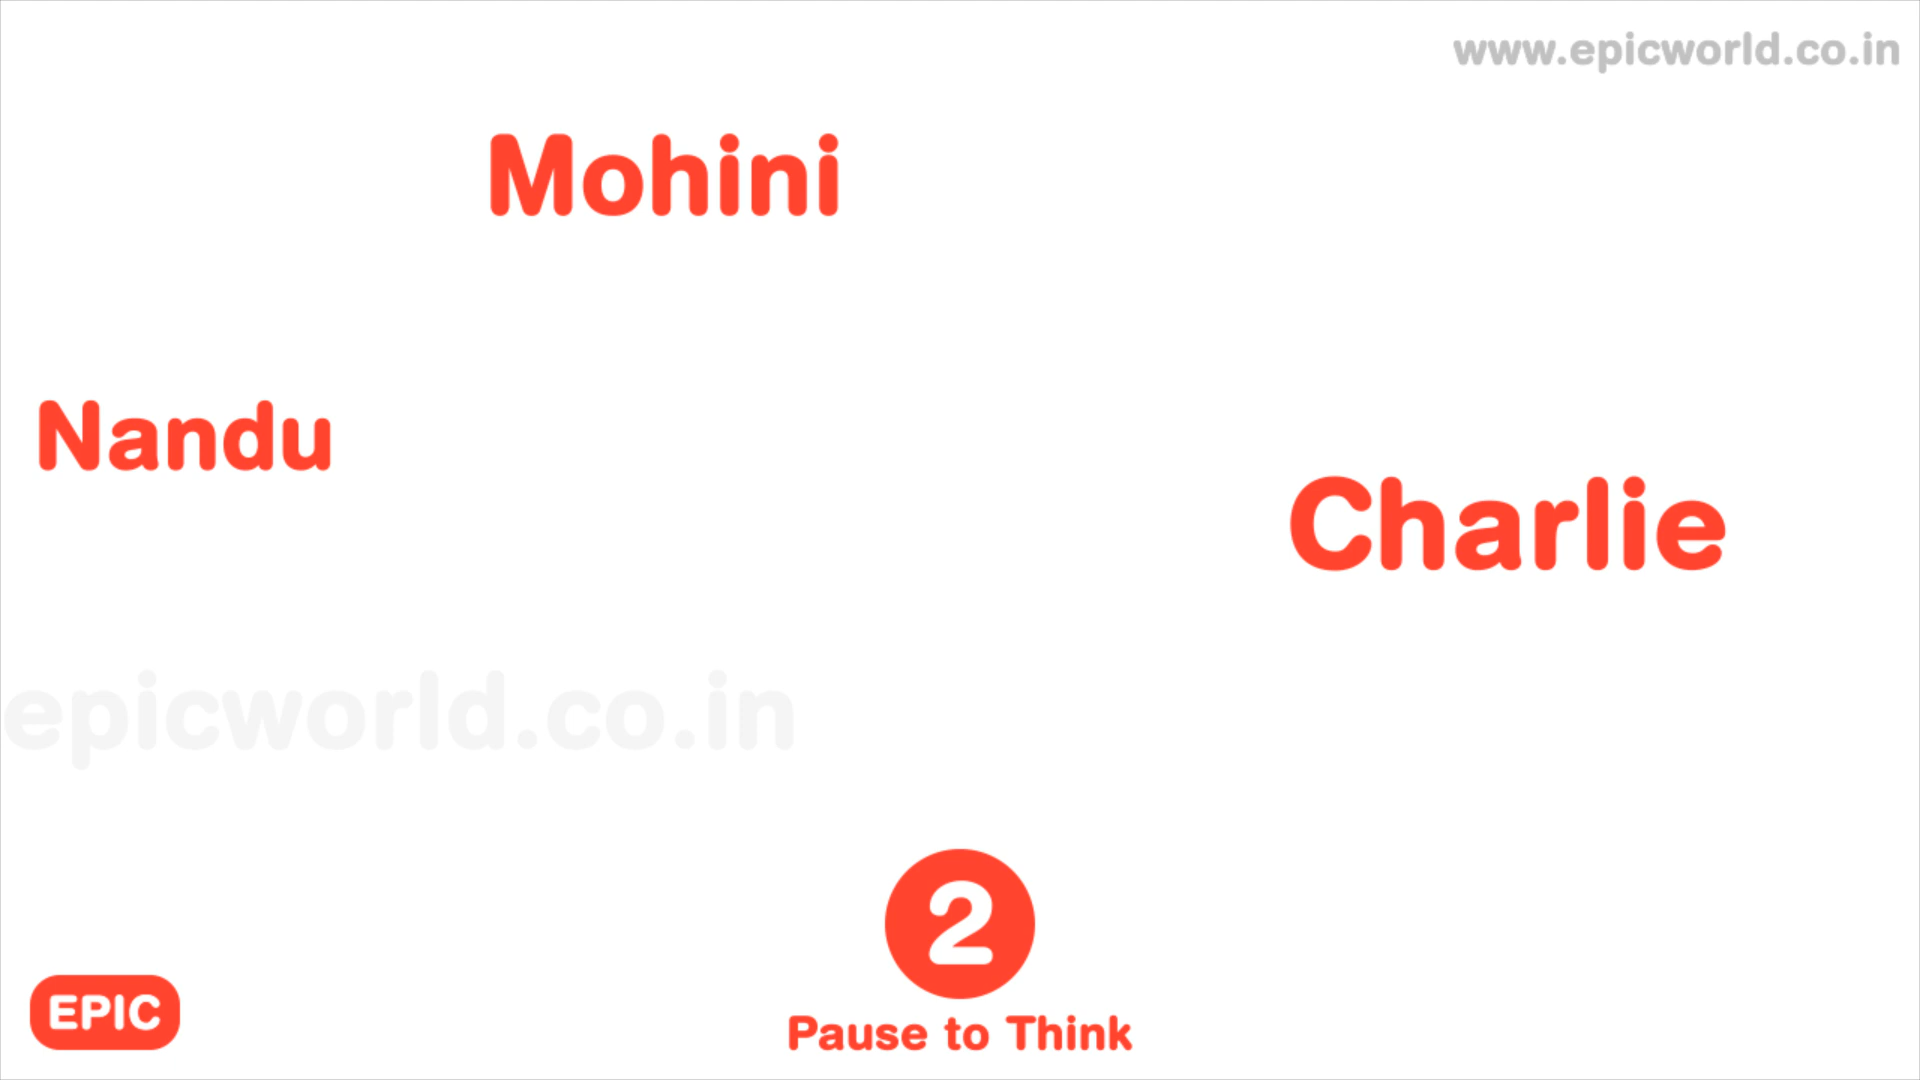 www.epicworld.co.in
Mohini
Nandu
Charlie
epicworld.co.in
2
EPIC
Pause to Think